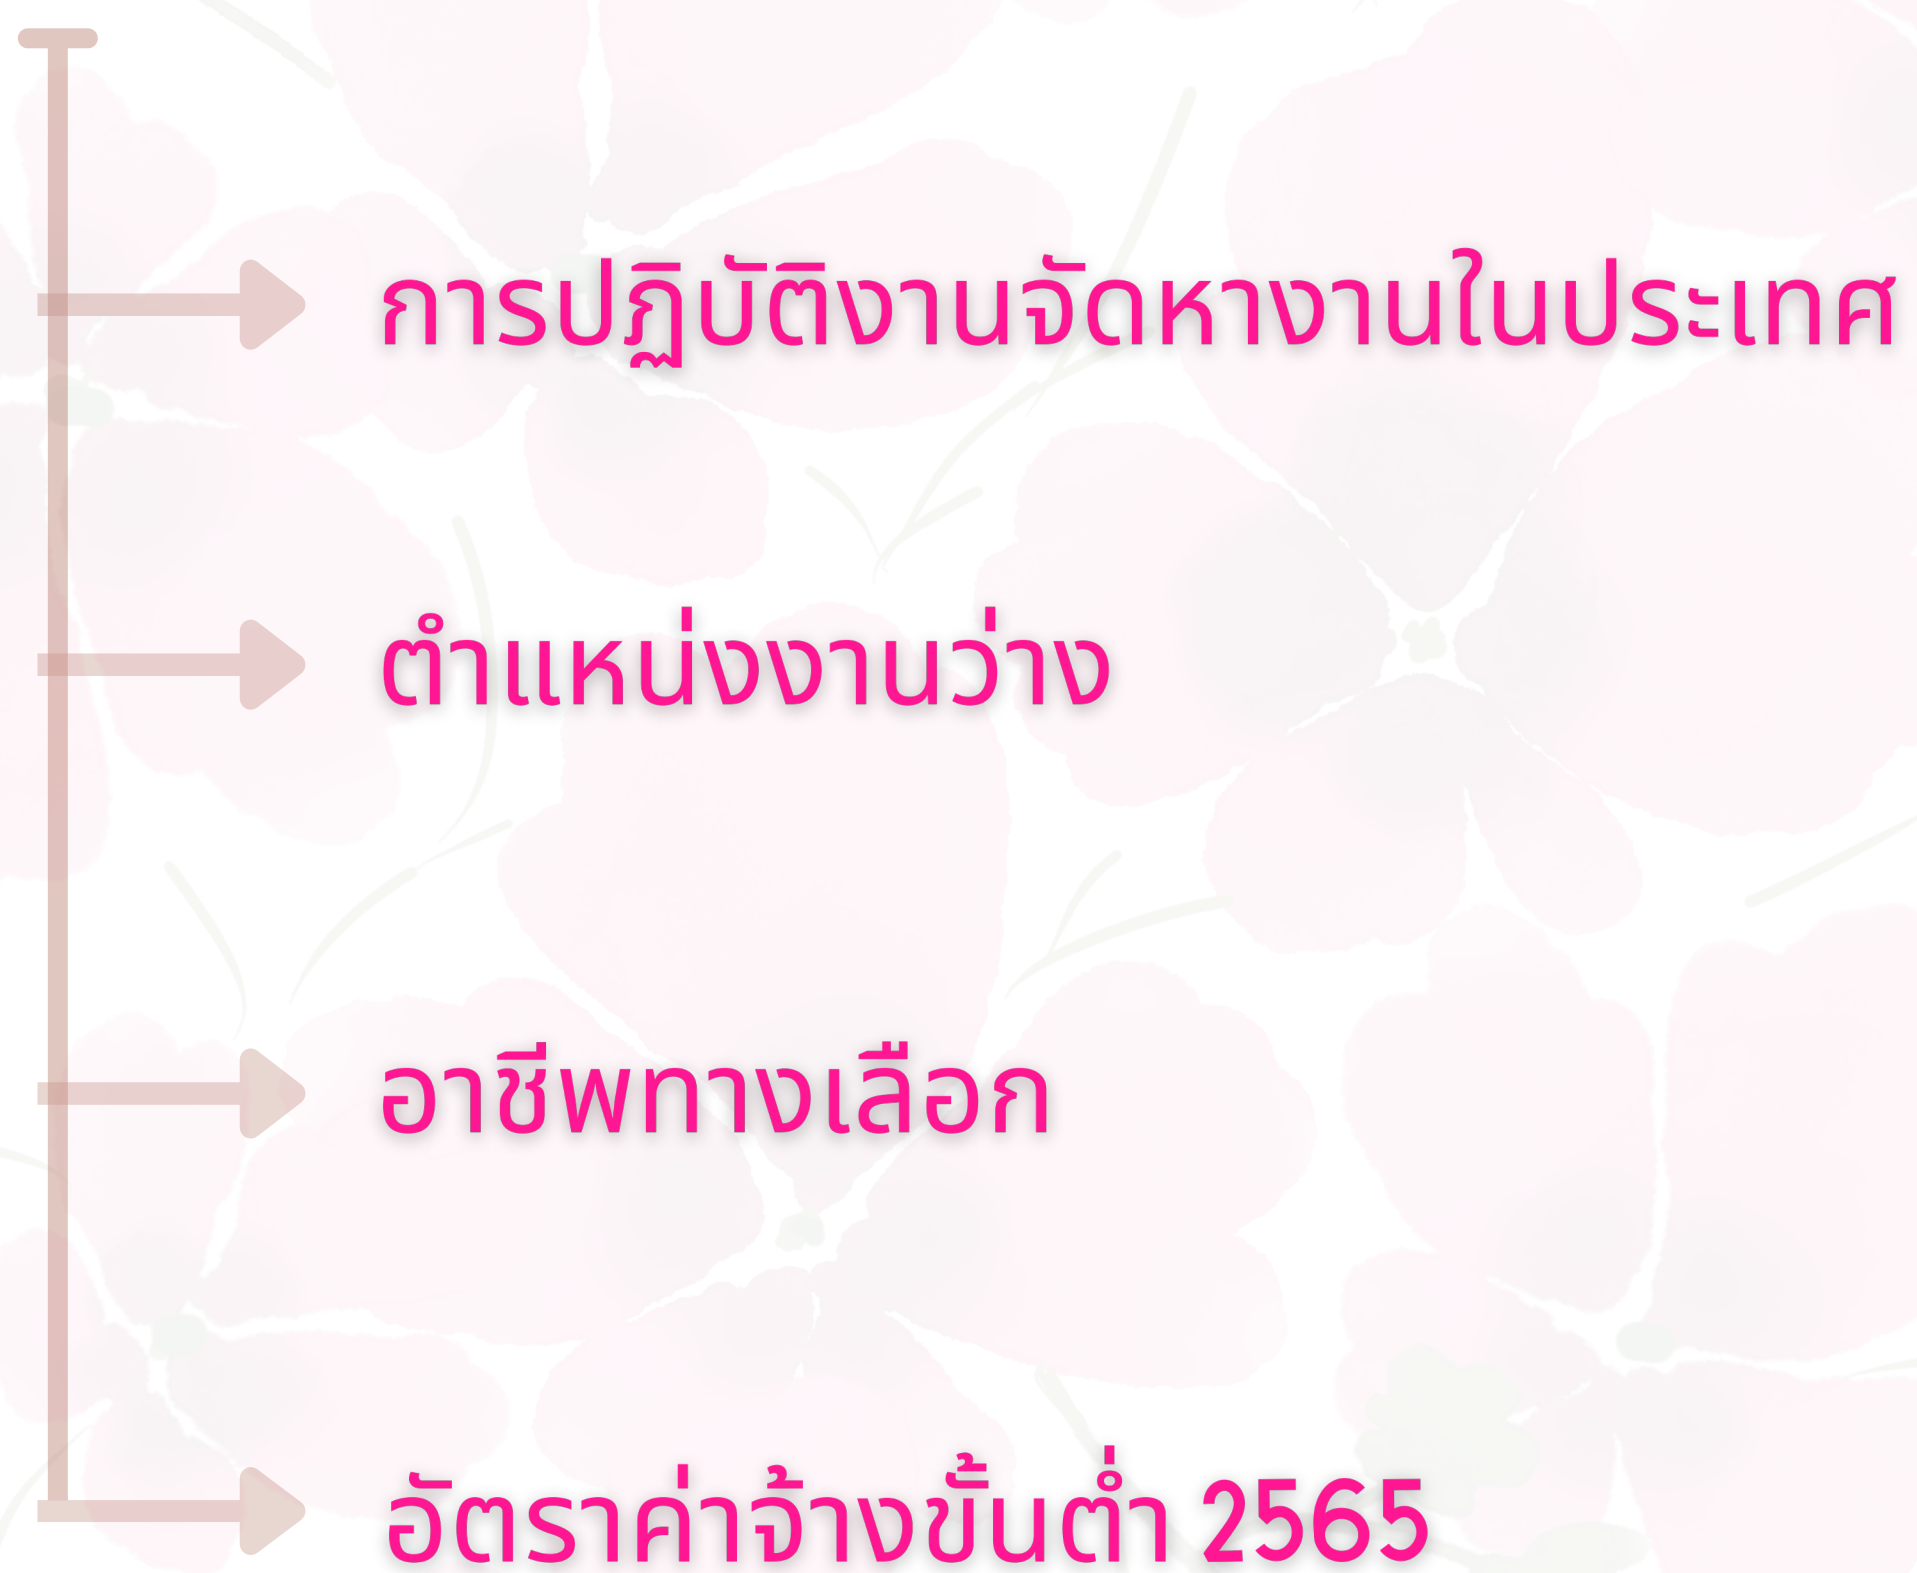 การปฏิบัติงานจัดหางานในประเทศ
ตำแหน่งงานว่าง
อาชีพทางเลือก
อัตราค่าจ้างขั้นต่ำ 2565